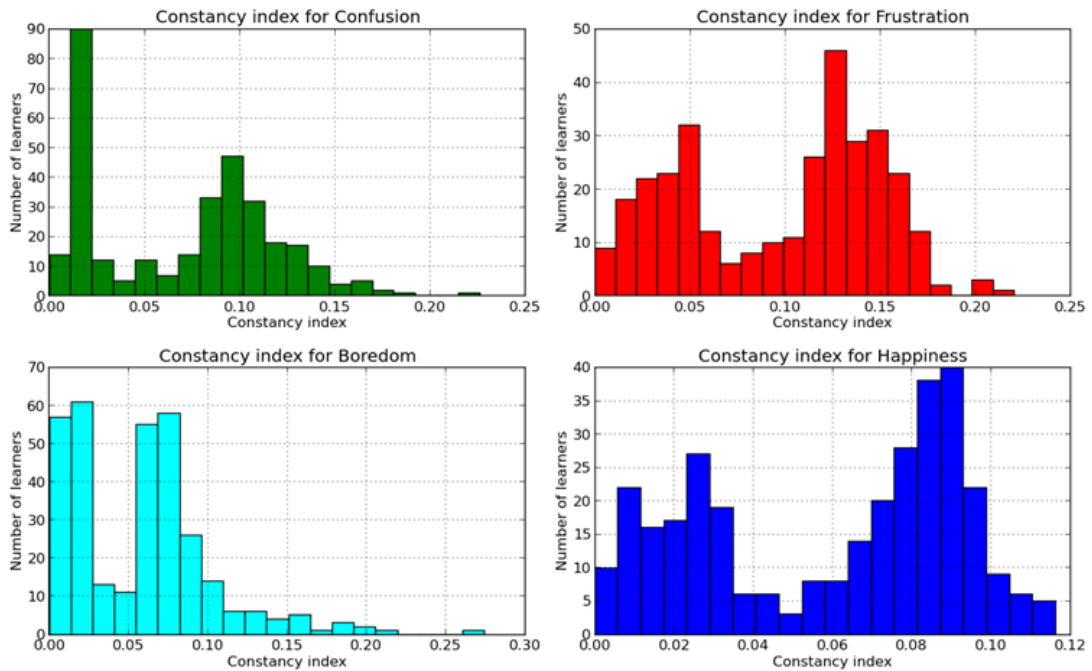 Constancy index for Confusion
Number of learners
90
80
70
60
50
40
30
20
10
0
0.00 0.05 0.10 0.15 0.20 0.25
Constancy index
Constancy index for Frustration
Number of learners
50
40
30
20
10
0
0.05 0.10 0.15 0.20 0.25
Constancy index
Constancy index for Boredom
Number of learners
70
60
50
40
30
20
10
0
0.00 0.05 0.10 0.15 0.20 0.25 0.30
Constancy index
Constancy index for Happiness
Number of learners
40
35
30
25
20
15
10
5
0
0.00 0.02 0.04 0.06 0.08 0.10 0.12
Constancy index